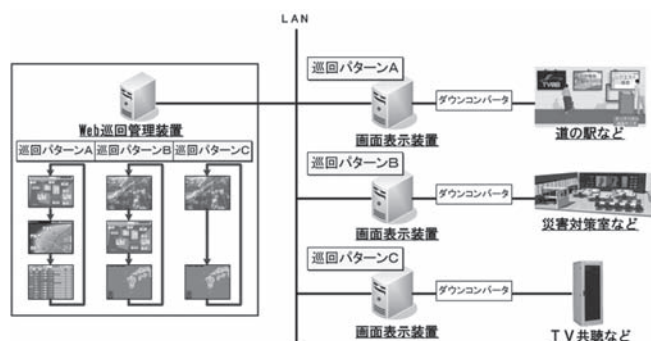 LAN
Web巡回管理装置
巡回パターンA 巡回パターンB 巡回パターンC
巡回パターンA
画面表示装置
ダウンコンバータ
道の駅など
巡回パターンB
画面表示装置
ダウンコンバータ
災害対策室など
巡回パターンC
画面表示装置
ダウンコンバータ
TV共聴など